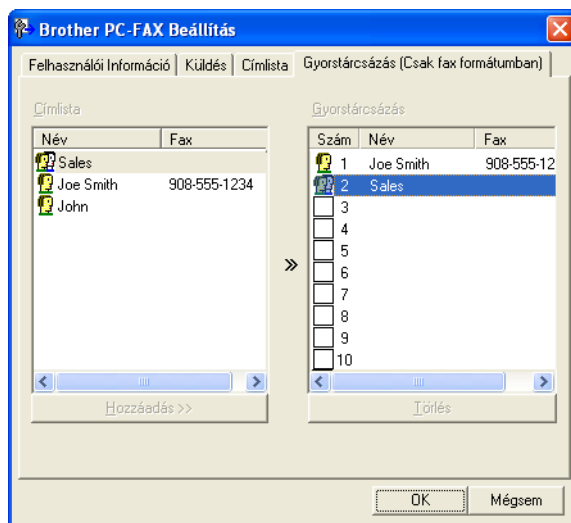 Brother PC-FAX Beállítás
Felhasználói Információ Küldés Címlista Gyorstárcsázás (Csak fax formátumban)
Címlista
Név Fax
Sales
Joe Smith 908-555-1234
John
Hozzáadás >>
»
Gyorstárcsázás
Szám Név Fax
1 Joe Smith 908-555-12
2 Sales
3
4
5
6
7
8
9
10
Törlés
OK Mégsem